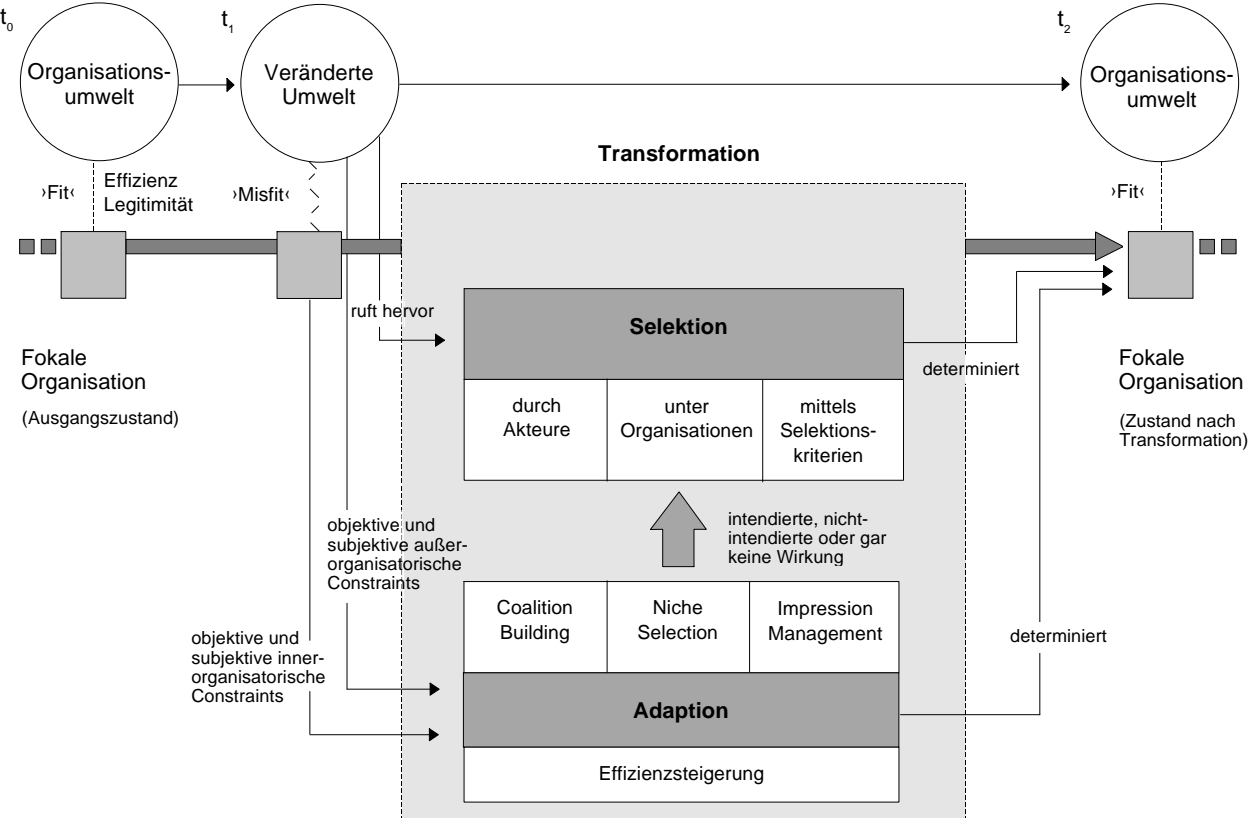 t0
Organisations-
umwelt
t1
Veränderte
Umwelt
t2
Organisations-
umwelt
›Fit‹
Effizienz
Legitimität
›Misfit‹
›Fit‹
Transformation
Fokale
Organisation
(Ausgangszustand)
ruft hervor
Selektion
durch
Akteure
unter
Organisationen
mittels
Selektions-
kriterien
determiniert
Fokale
Organisation
(Zustand nach
Transformation)
objektive und
subjektive außer-
organisatorische
Constraints
intendierte, nicht-
intendierte oder gar
keine Wirkung
objektive und
subjektive inner-
organisatorische
Constraints
Coalition
Building
Niche
Selection
Impression
Management
Adaption
Effizienzsteigerung
determiniert